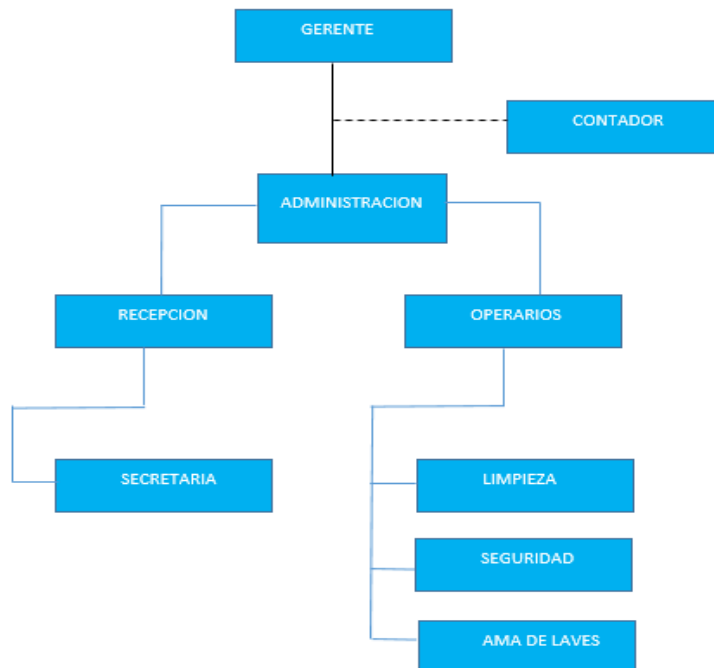 GERENTE
CONTADOR
ADMINISTRACION
RECEPCION
OPERARIOS
SECRETARIA
LIMPIEZA
SEGURIDAD
AMA DE LAVES